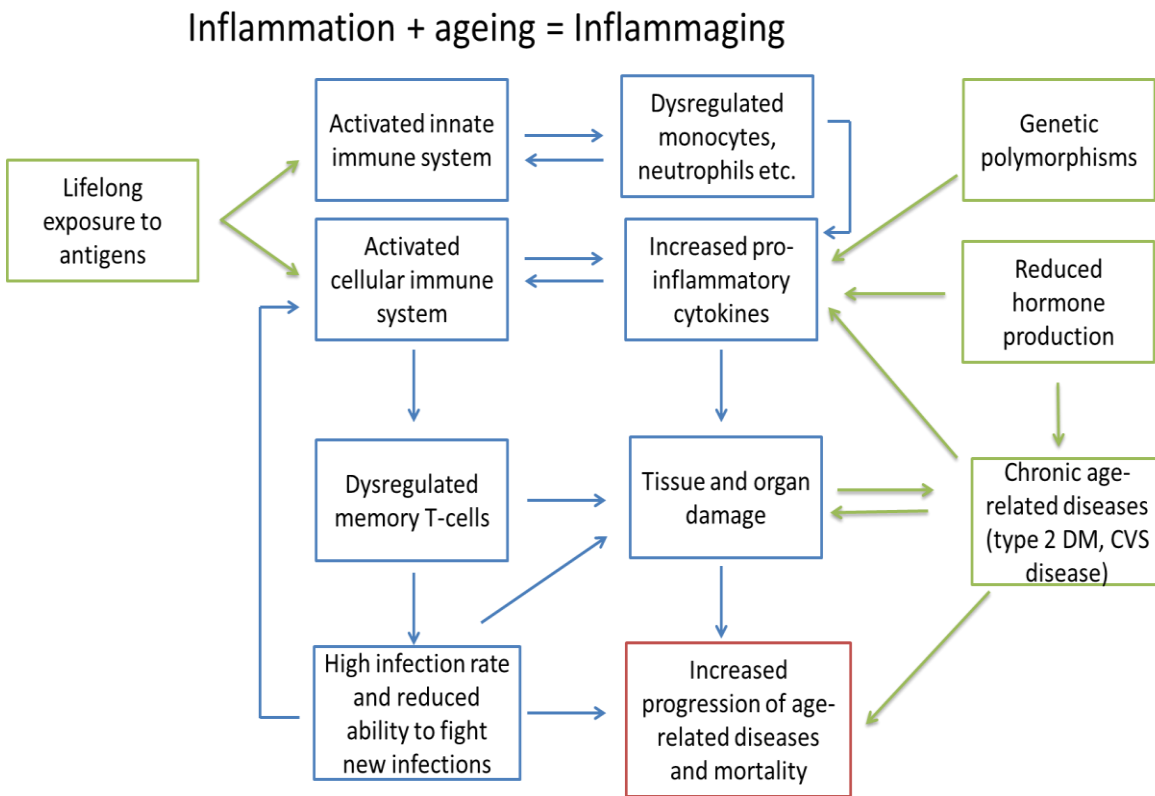 Inflammation + ageing = Inflammaging
Lifelong
exposure to
antigens
Activated innate
immune system
Dysregulated
monocytes,
neutrophils etc.
Genetic
polymorphisms
Activated
cellular immune
system
Increased pro-
inflammatory
cytokines
Reduced
hormone
production
Dysregulated
memory T-cells
Tissue and organ
damage
Chronic age-
related diseases
(type 2 DM, CVS
disease)
High infection rate
and reduced
ability to fight
new infections
Increased
progression of age-
related diseases
and mortality